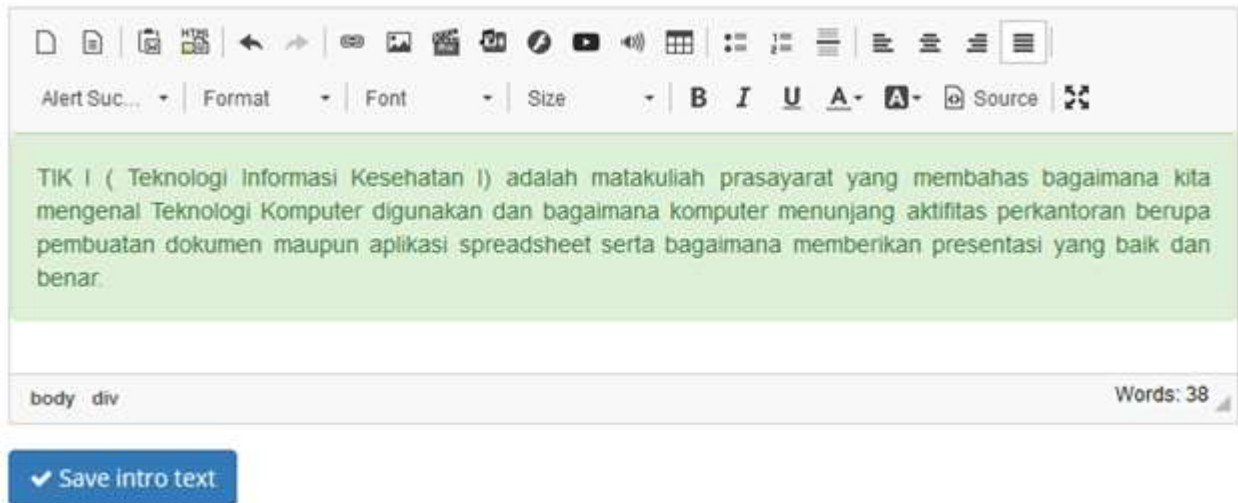 Alert Suc... Format Font Size B I U A A Source
TIK I ( Teknologi Informasi Kesehatan I) adalah matakuliah prasayarat yang membahas bagaimana kita
mengenal Teknologi Komputer digunakan dan bagaimana komputer menunjang aktifitas perkantoran berupa
pembuatan dokumen maupun aplikasi spreadsheet serta bagaimana memberikan presentasi yang baik dan
benar.
body div Words: 38
Save intro text